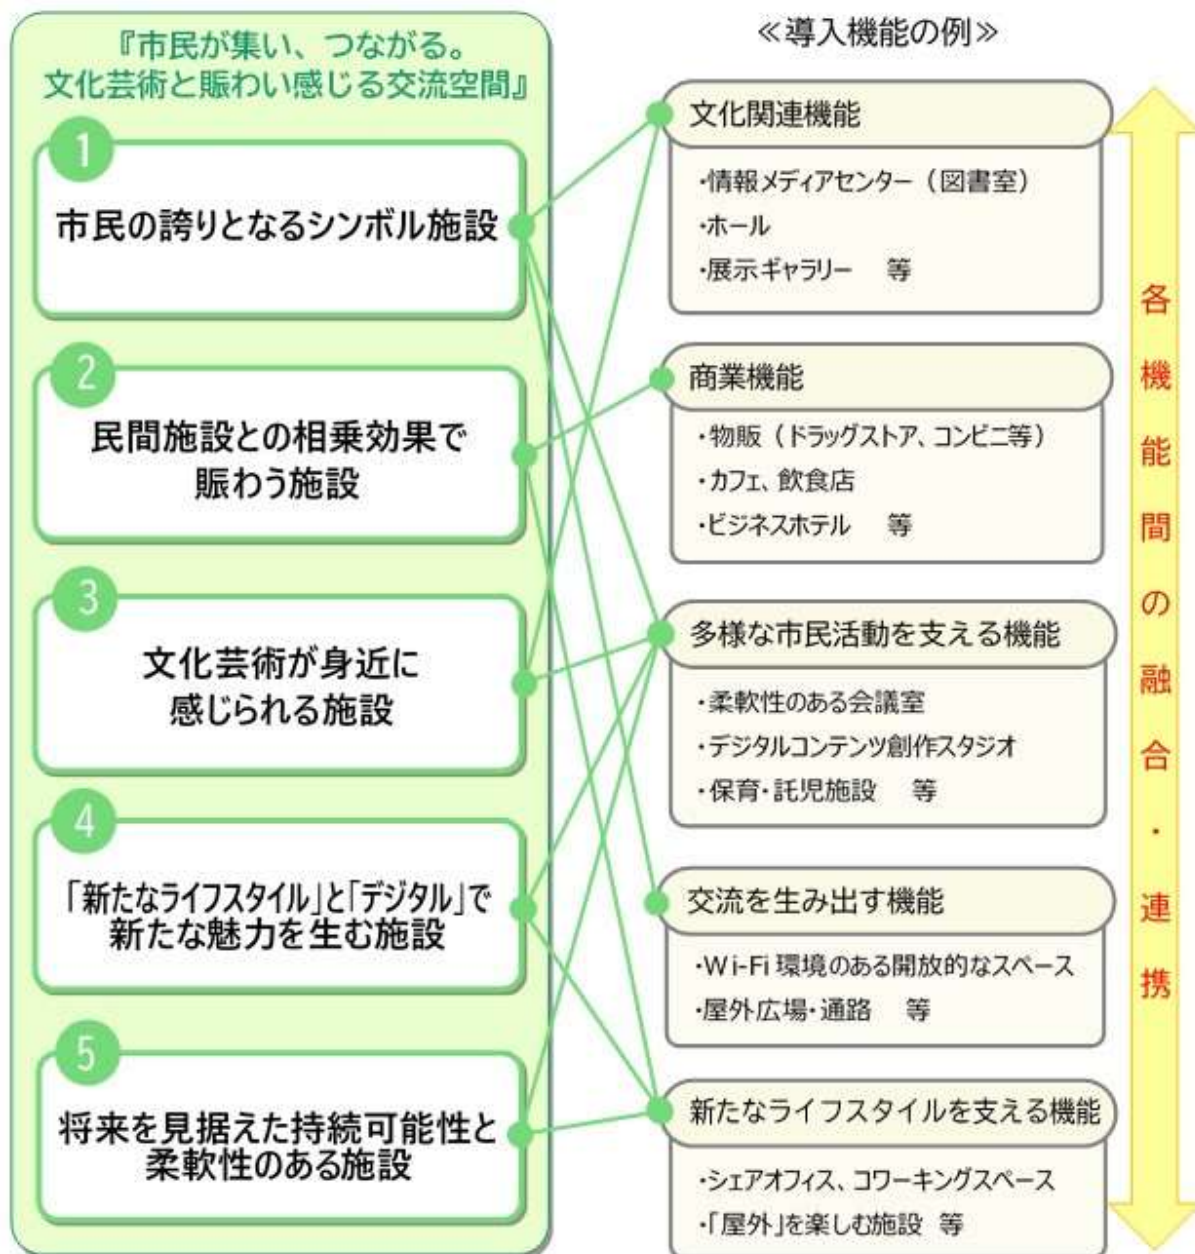 『市民が集い、つながる。
文化芸術と賑わい感じる交流空間』
1
市民の誇りとなるシンボル施設
2
民間施設との相乗効果で
賑わう施設
3
文化芸術が身近に
感じられる施設
4
「新たなライフスタイル」と「デジタル」で
新たな魅力を生む施設
5
将来を見据えた持続可能性と
柔軟性のある施設
≪導入機能の例≫
文化関連機能
・情報メディアセンター（図書室）
・ホール
・展示ギャラリー 等
商業機能
・物販（ドラッグストア、コンビニ等）
・カフェ、飲食店
・ビジネスホテル 等
多様な市民活動を支える機能
・柔軟性のある会議室
・デジタルコンテンツ創作スタジオ
・保育・託児施設 等
交流を生み出す機能
・Wi-Fi 環境のある開放的なスペース
・屋外広場・通路 等
新たなライフスタイルを支える機能
・シェアオフィス、コワーキングスペース
・「屋外」を楽しむ施設 等
各機能間の融合・連携